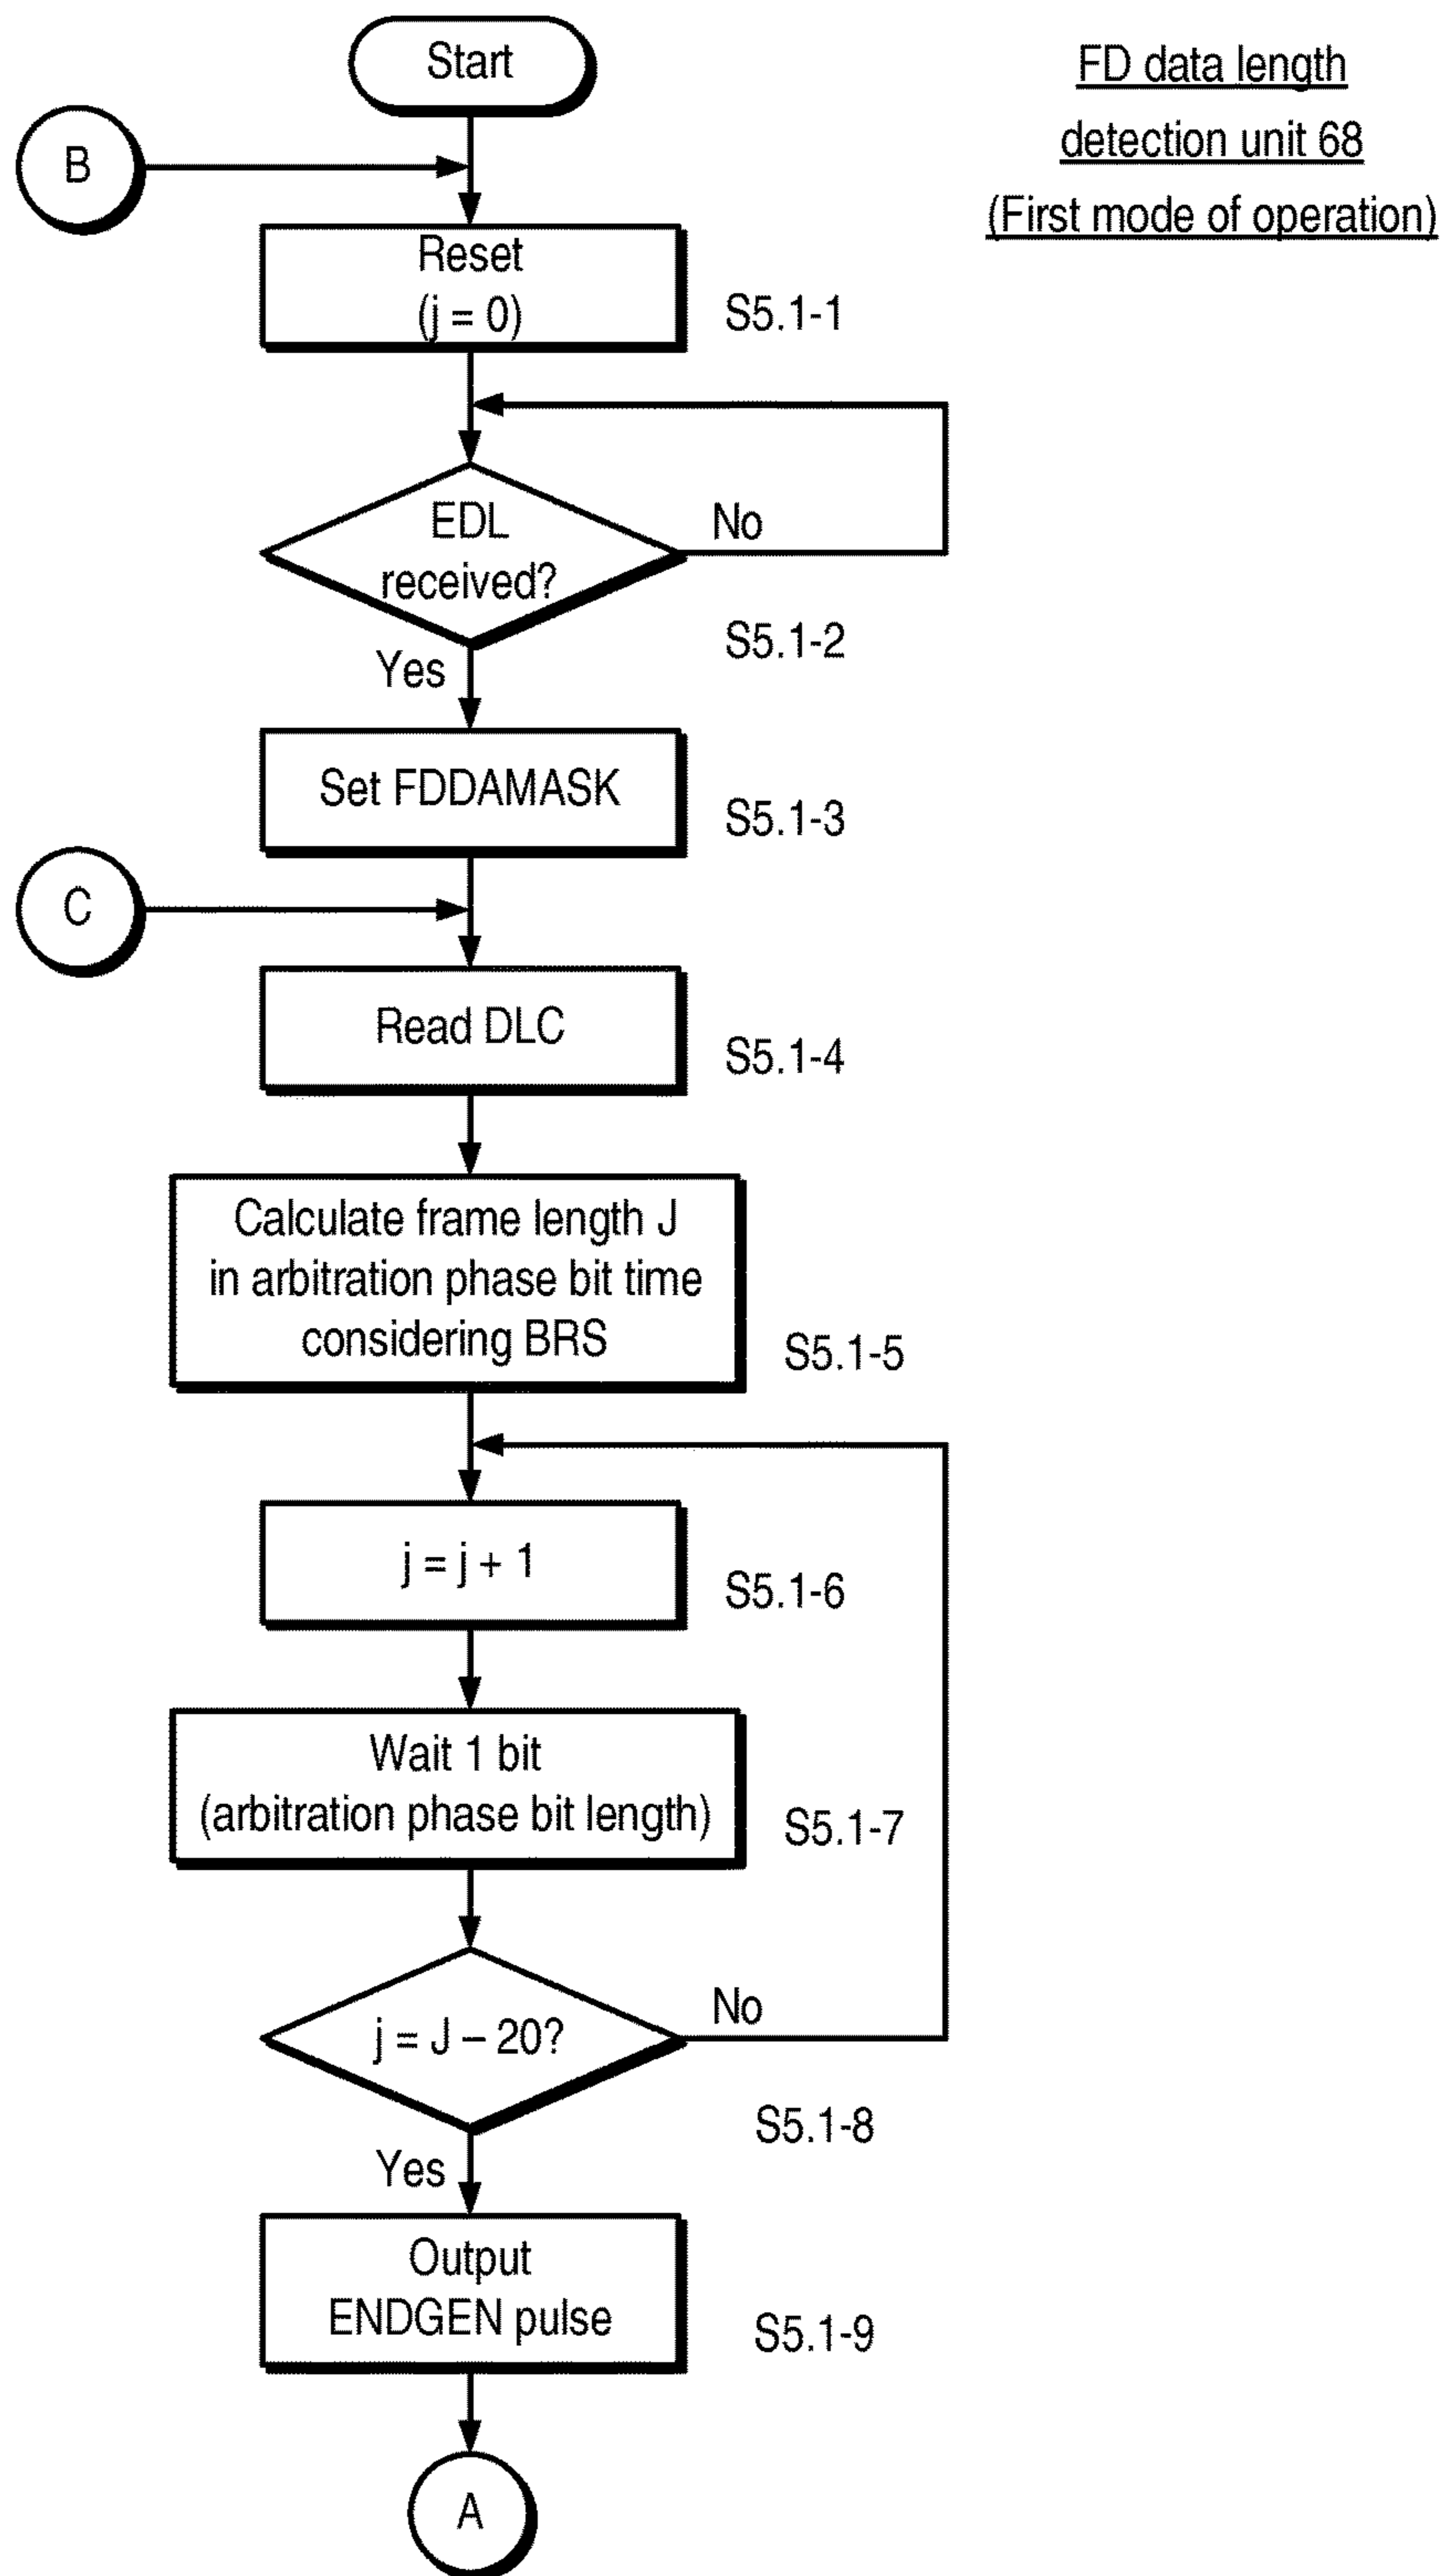 Start
FD data length
detection unit 68
(First mode of operation)
B
Reset
(j = 0)
S5.1-1
EDL
received?
No
S5.1-2
Yes
Set FDDAMASK
S5.1-3
C
Read DLC
S5.1-4
Calculate frame length J
in arbitration phase bit time
considering BRS
S5.1-5
j = j + 1
S5.1-6
Wait 1 bit
(arbitration phase bit length)
S5.1-7
j = J – 20?
No
S5.1-8
Yes
Output
ENDGEN pulse
S5.1-9
A